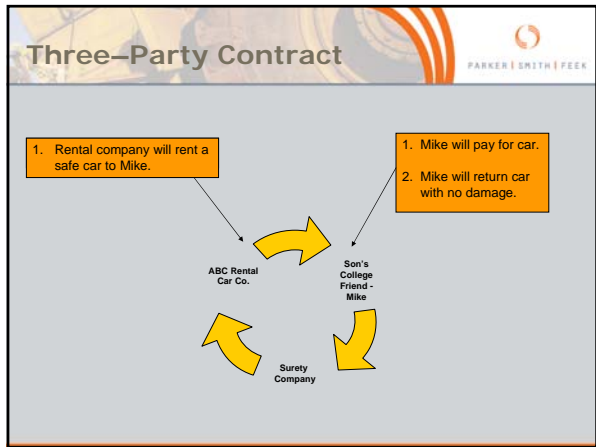 Three–Party Contract
PARKER | SMITH | FEEK
1. Rental company will rent a
safe car to Mike.
1. Mike will pay for car.
2. Mike will return car
with no damage.
ABC Rental
Car Co.
Son's
College
Friend -
Mike
Surety
Company